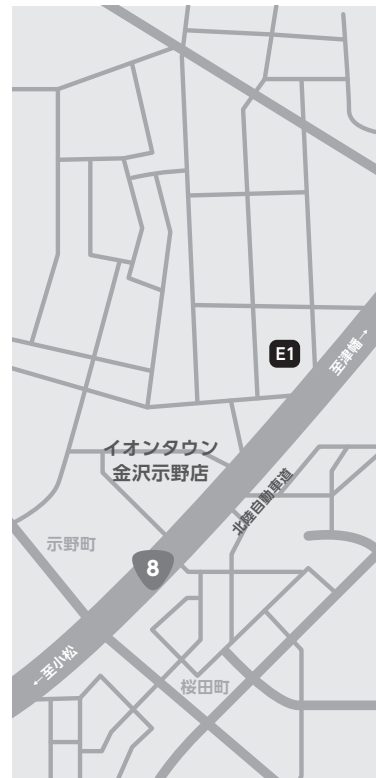 E1
至津幡→
イオンタウン
金沢示野店
北陸自動車道
示野町
8
←至小松
桜田町